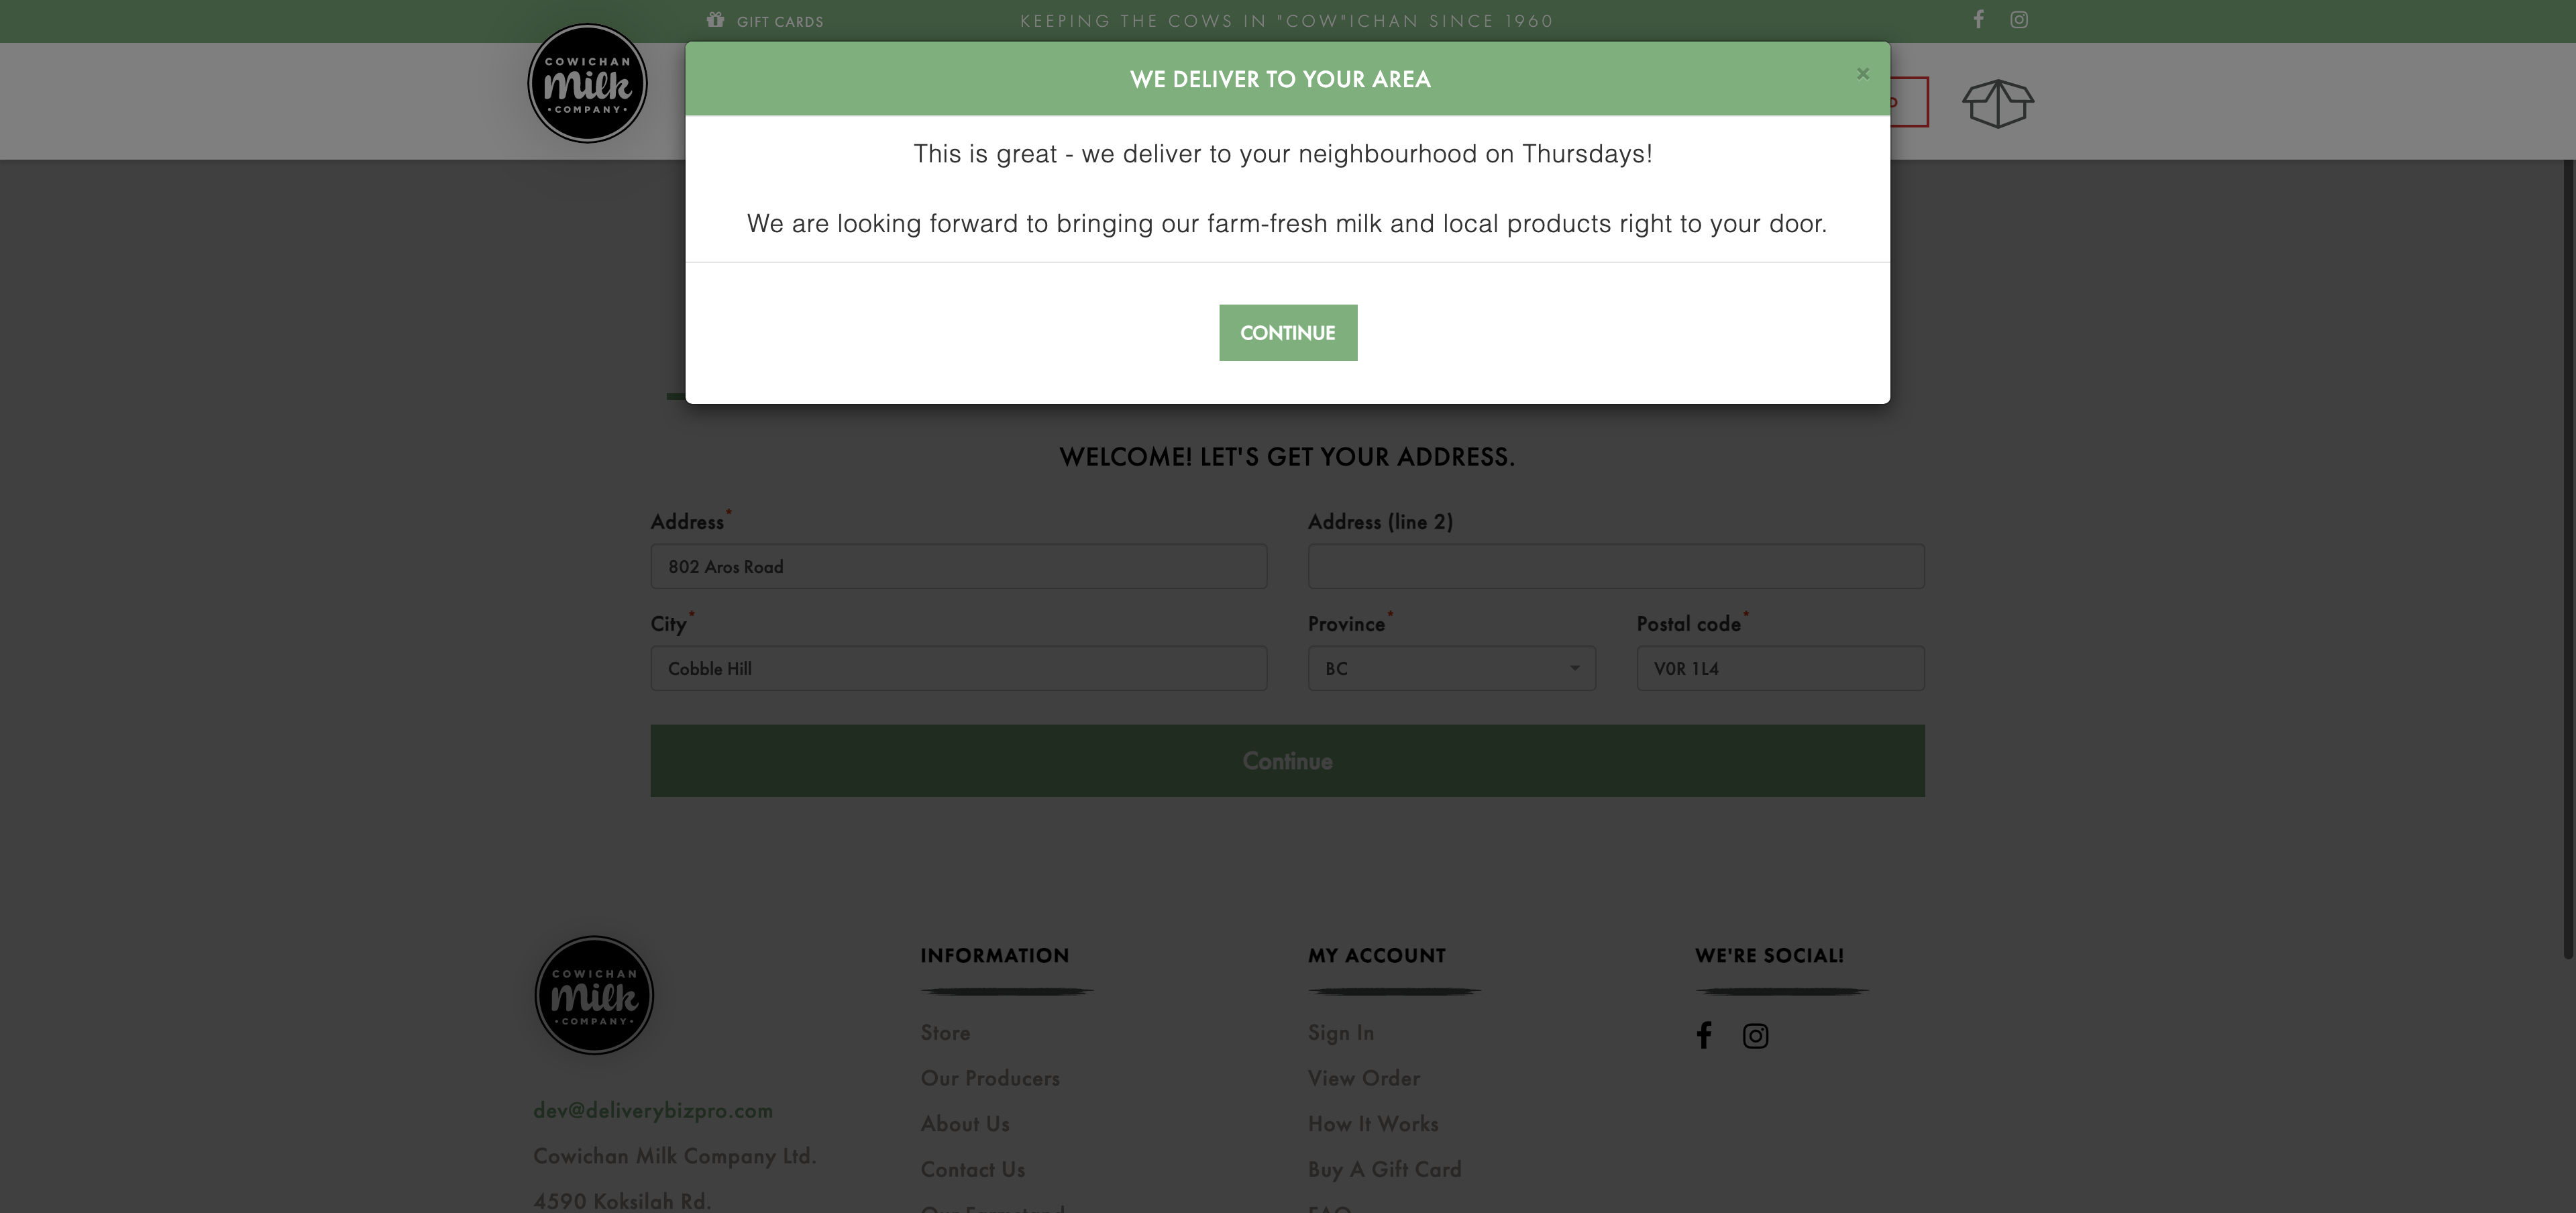 GIFT CARDS
KEEPING THE COWS IN "COW"ICHAN SINCE 1960
COWICHAN
milk
•COMPANY•
WE DELIVER TO YOUR AREA
×
This is great - we deliver to your neighbourhood on Thursdays!
We are looking forward to bringing our farm-fresh milk and local products right to your door.
CONTINUE
WELCOME! LET'S GET YOUR ADDRESS.
Address*
Address (line 2)
802 Aros Road
City*
Province*
Postal code*
Cobble Hill
BC
V0R 1L4
Continue
COWICHAN
milk
•COMPANY•
dev@deliverybizpro.com
Cowichan Milk Company Ltd.
4590 Koksilah Rd.
INFORMATION
Store
Our Producers
About Us
Contact Us
MY ACCOUNT
Sign In
View Order
How It Works
Buy A Gift Card
FAQ
WE'RE SOCIAL!